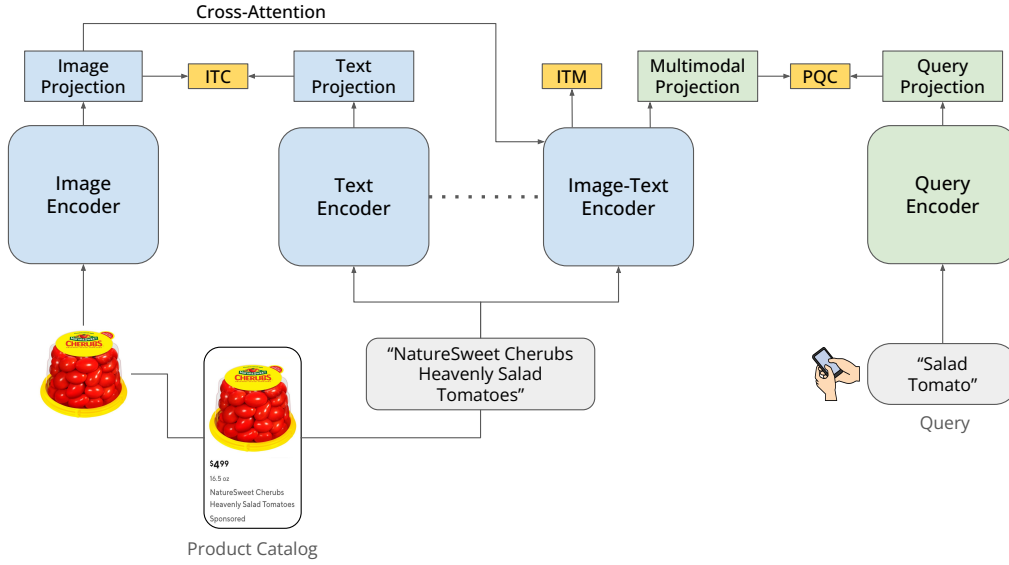 Cross-Attention
Image
Projection
ITC
Text
Projection
ITM
Multimodal
Projection
PQC
Query
Projection
Image
Encoder
Text
Encoder
Image-Text
Encoder
Query
Encoder
CHERUBS
CHERUBS
$4.99
16.5 oz
NatureSweet Cherubs
Heavenly Salad Tomatoes
Sponsored
Product Catalog
“NatureSweet Cherubs
Heavenly Salad
Tomatoes”
“Salad
Tomato”
Query